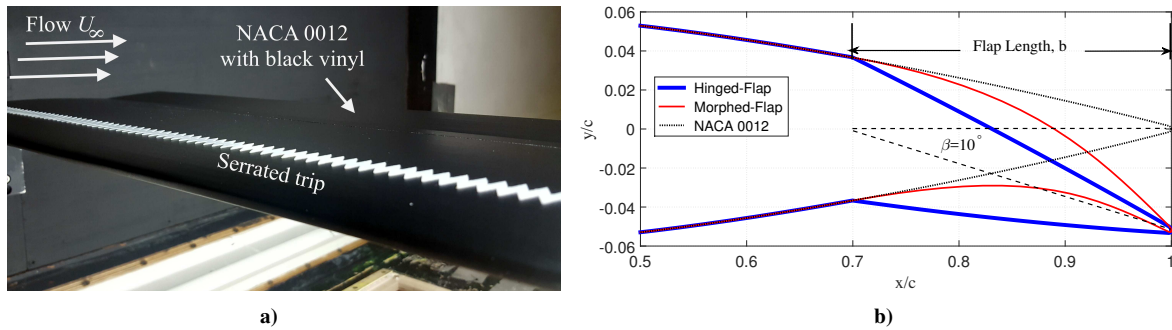 Flow U∞
NACA 0012
with black vinyl
Serrated trip
a)
0.06
0.04
0.02
0
-0.02
-0.04
-0.06
y/c
Flap Length, b
Hinged-Flap
Morphed-Flap
NACA 0012
β=10°
0.5
0.6
0.7
0.8
0.9
1
x/c
b)